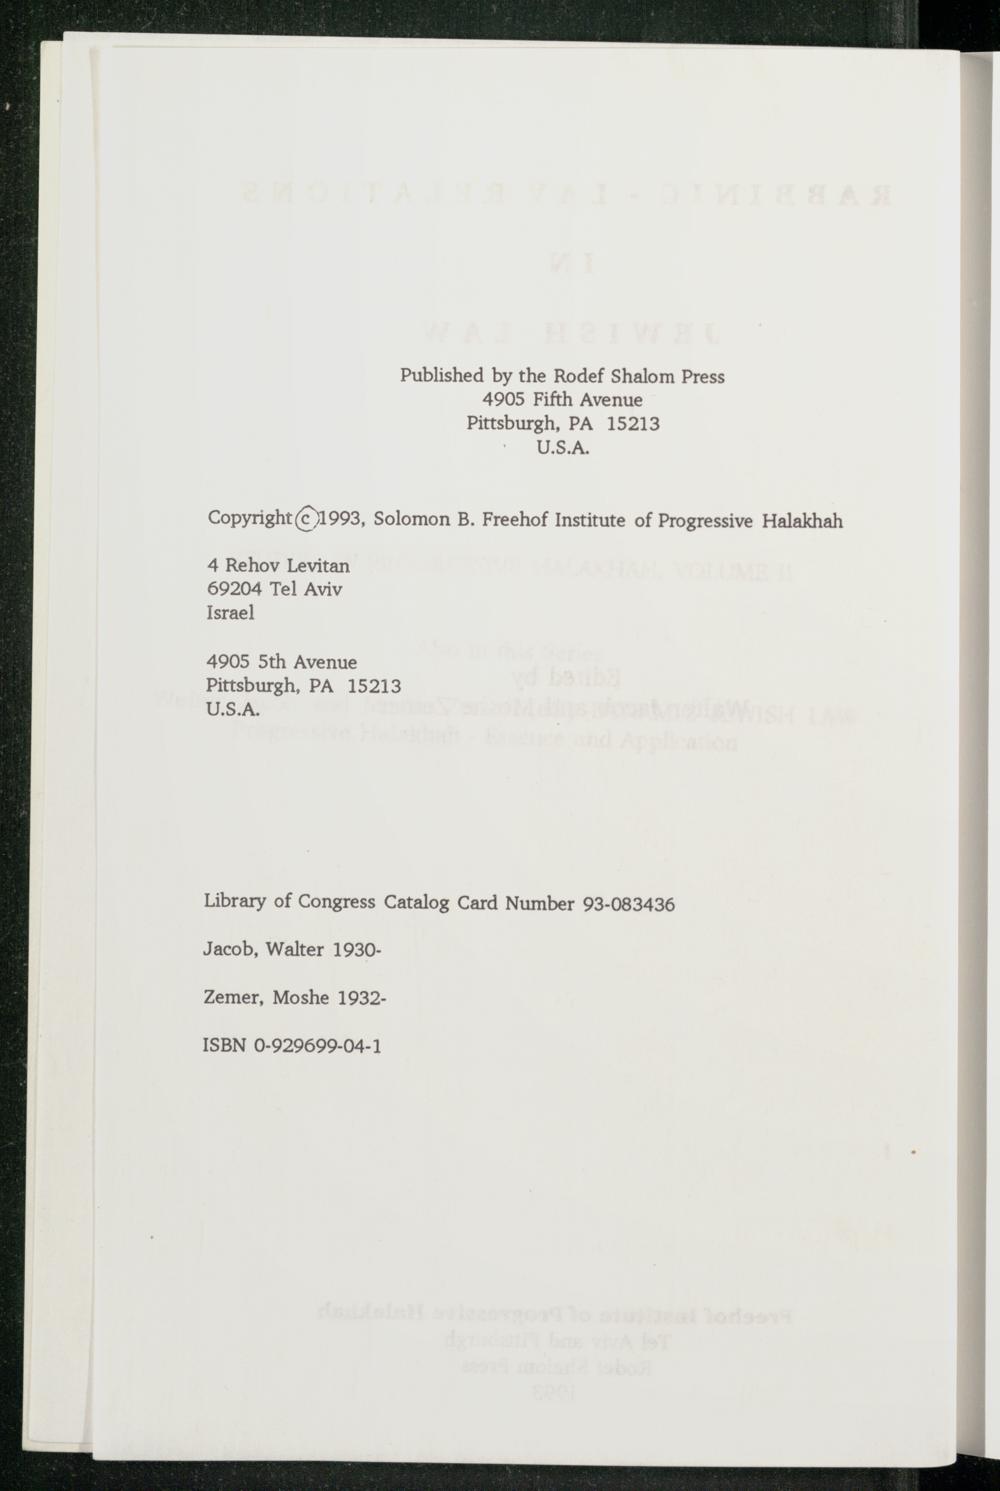 Published by the Rodef Shalom Press
4905 Fifth Avenue
Pittsburgh, PA 15213
U.S.A.
Copyright © 1993, Solomon B. Freehof Institute of Progressive Halakhah
4 Rehov Levitan
69204 Tel Aviv
Israel
4905 5th Avenue
Pittsburgh, PA 15213
U.S.A.
Library of Congress Catalog Card Number 93-083436
Jacob, Walter 1930-
Zemer, Moshe 1932-
ISBN 0-929699-04-1